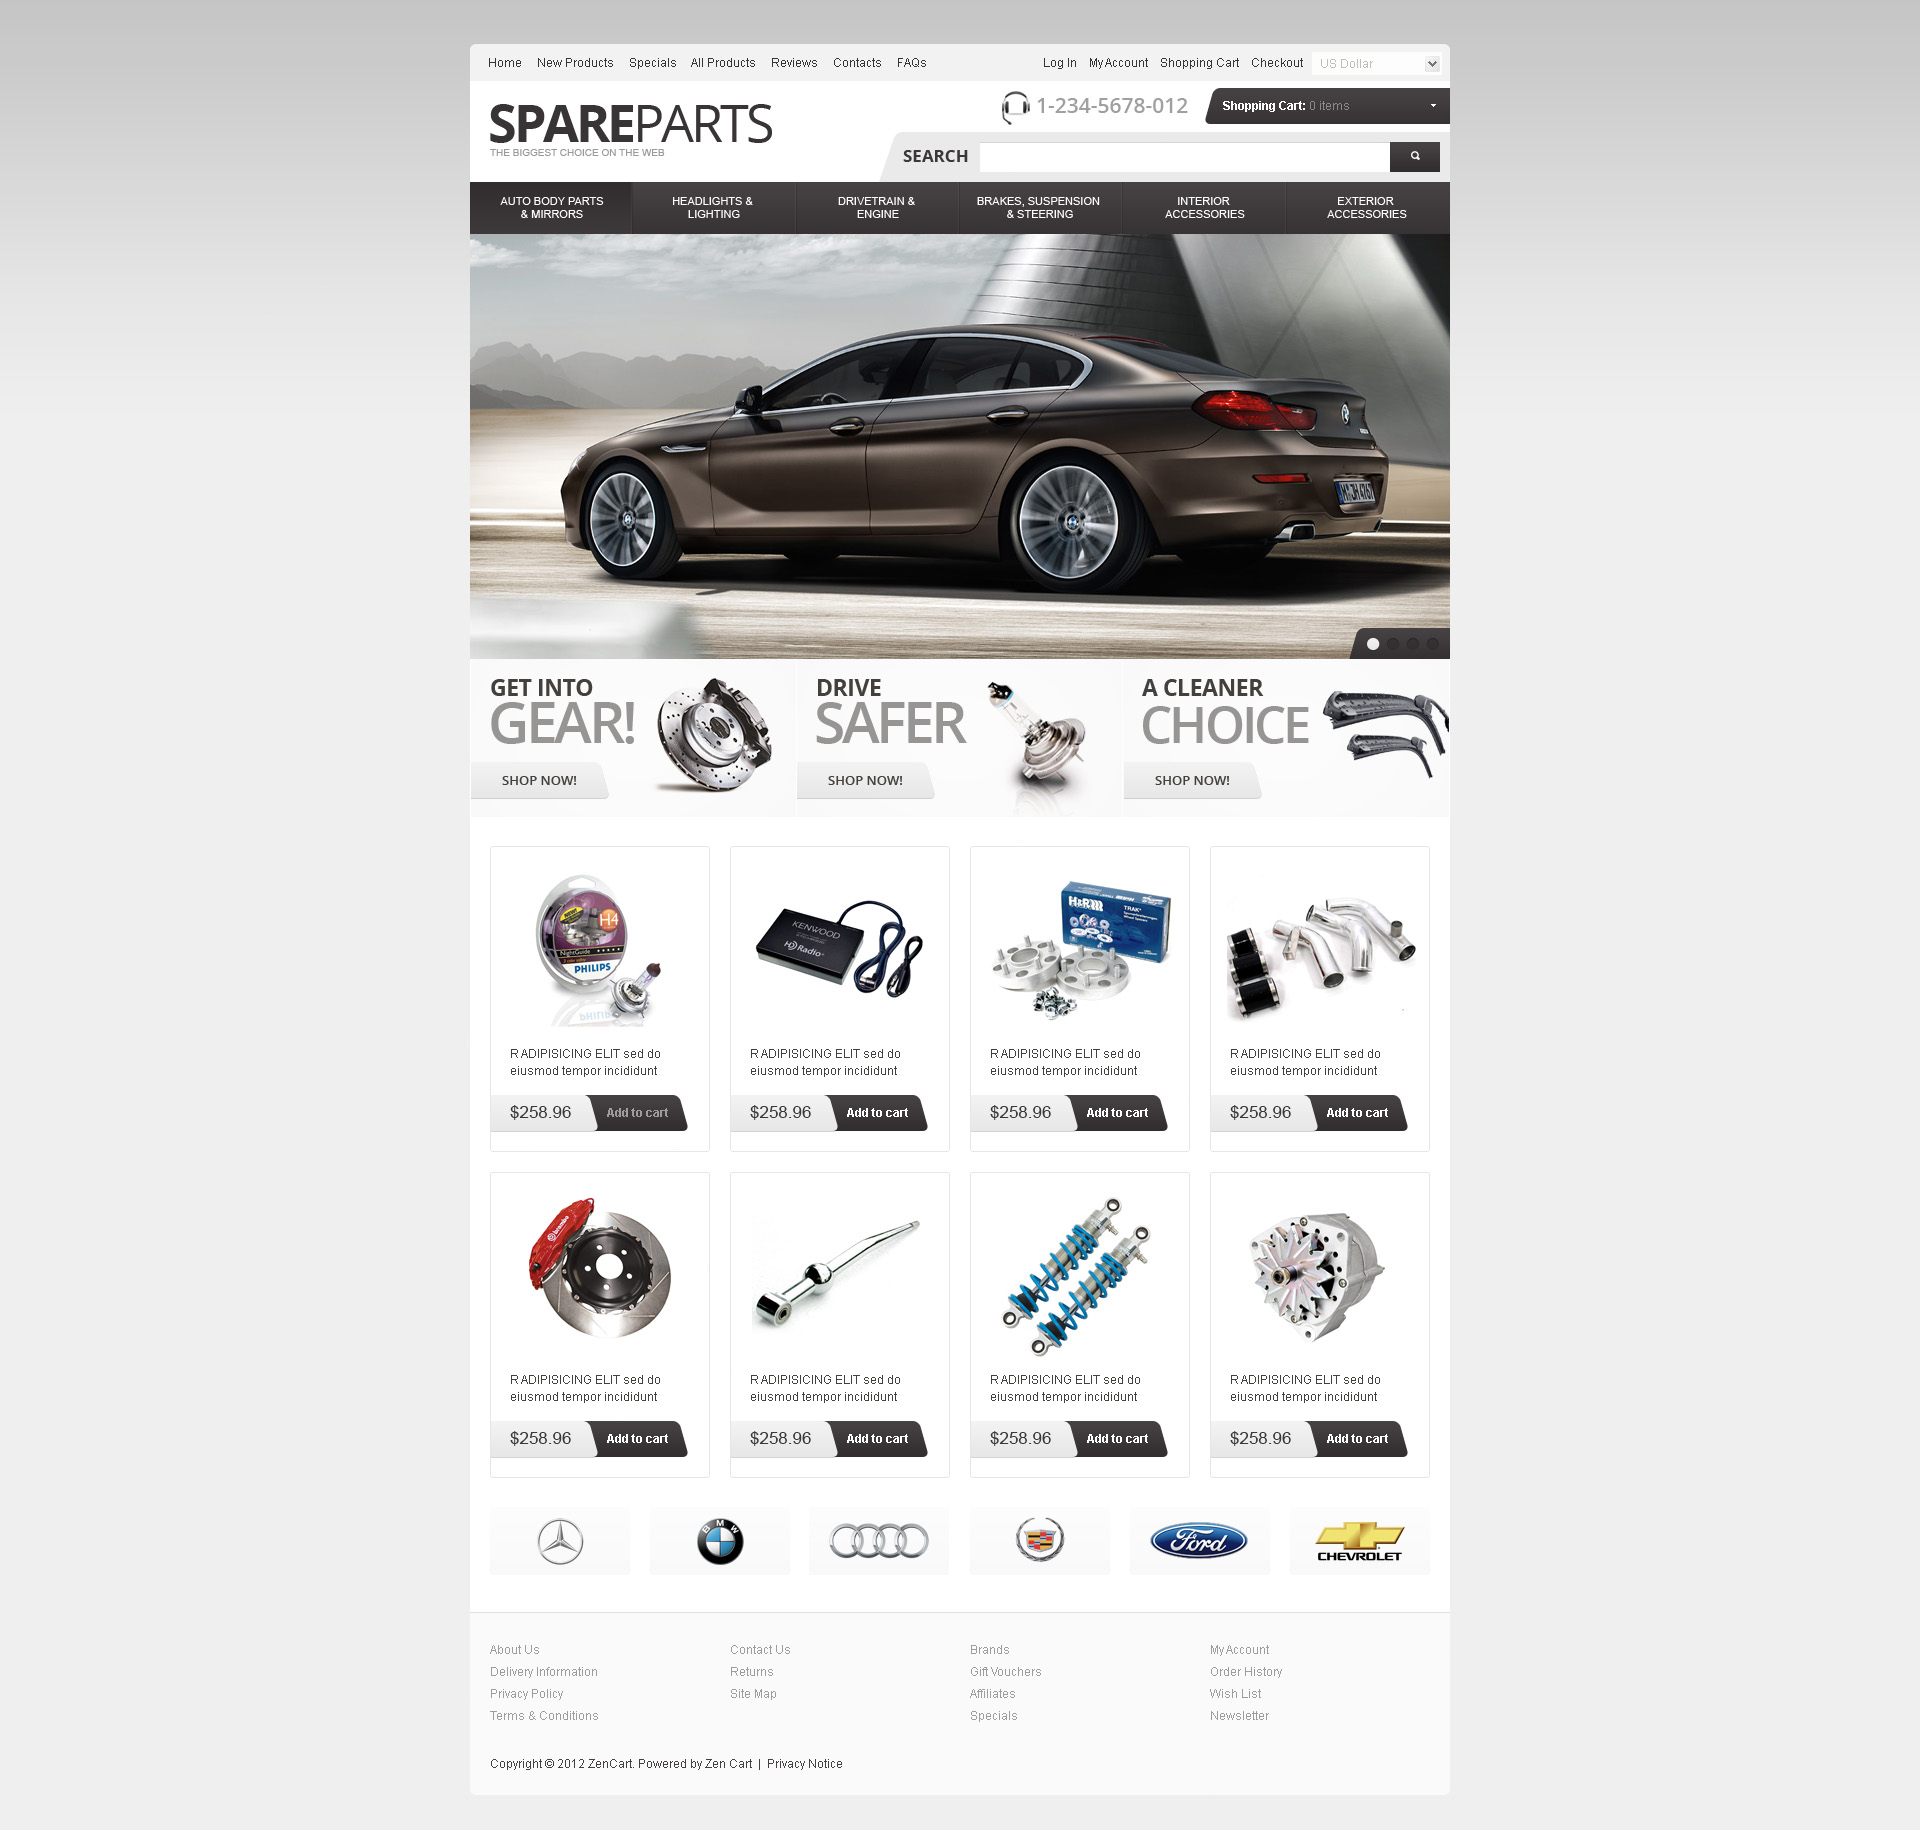 Home New Products Specials All Products Reviews Contacts FAQs Log In My Account Shopping Cart Checkout US Dollar
SPAREPARTS
THE BIGGEST CHOICE ON THE WEB
1-234-5678-012
Shopping Cart: 0 items
SEARCH
AUTO BODY PARTS
& MIRRORS
HEADLIGHTS &
LIGHTING
DRIVETRAIN &
ENGINE
BRAKES, SUSPENSION
& STEERING
INTERIOR
ACCESSORIES
EXTERIOR
ACCESSORIES
GET INTO
GEAR!
SHOP NOW!
DRIVE
SAFER
SHOP NOW!
A CLEANER
CHOICE
SHOP NOW!
H4
NightGuide
PHILIPS
R ADIPISICING ELIT sed do
eiusmod tempor incididunt
$258.96 Add to cart
KENWOOD
HD Radio
R ADIPISICING ELIT sed do
eiusmod tempor incididunt
$258.96 Add to cart
H&R
TRAK+
R ADIPISICING ELIT sed do
eiusmod tempor incididunt
$258.96 Add to cart
R ADIPISICING ELIT sed do
eiusmod tempor incididunt
$258.96 Add to cart
brembo
R ADIPISICING ELIT sed do
eiusmod tempor incididunt
$258.96 Add to cart
R ADIPISICING ELIT sed do
eiusmod tempor incididunt
$258.96 Add to cart
R ADIPISICING ELIT sed do
eiusmod tempor incididunt
$258.96 Add to cart
R ADIPISICING ELIT sed do
eiusmod tempor incididunt
$258.96 Add to cart
BMW
Ford
CHEVROLET
About Us
Delivery Information
Privacy Policy
Terms & Conditions
Contact Us
Returns
Site Map
Brands
Gift Vouchers
Affiliates
Specials
My Account
Order History
Wish List
Newsletter
Copyright © 2012 ZenCart. Powered by Zen Cart | Privacy Notice